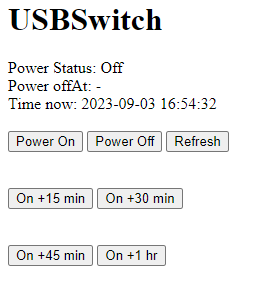 USBSwitch
Power Status: Off
Power offAt: -
Time now: 2023-09-03 16:54:32
Power On Power Off Refresh
On +15 min On +30 min
On +45 min On +1 hr